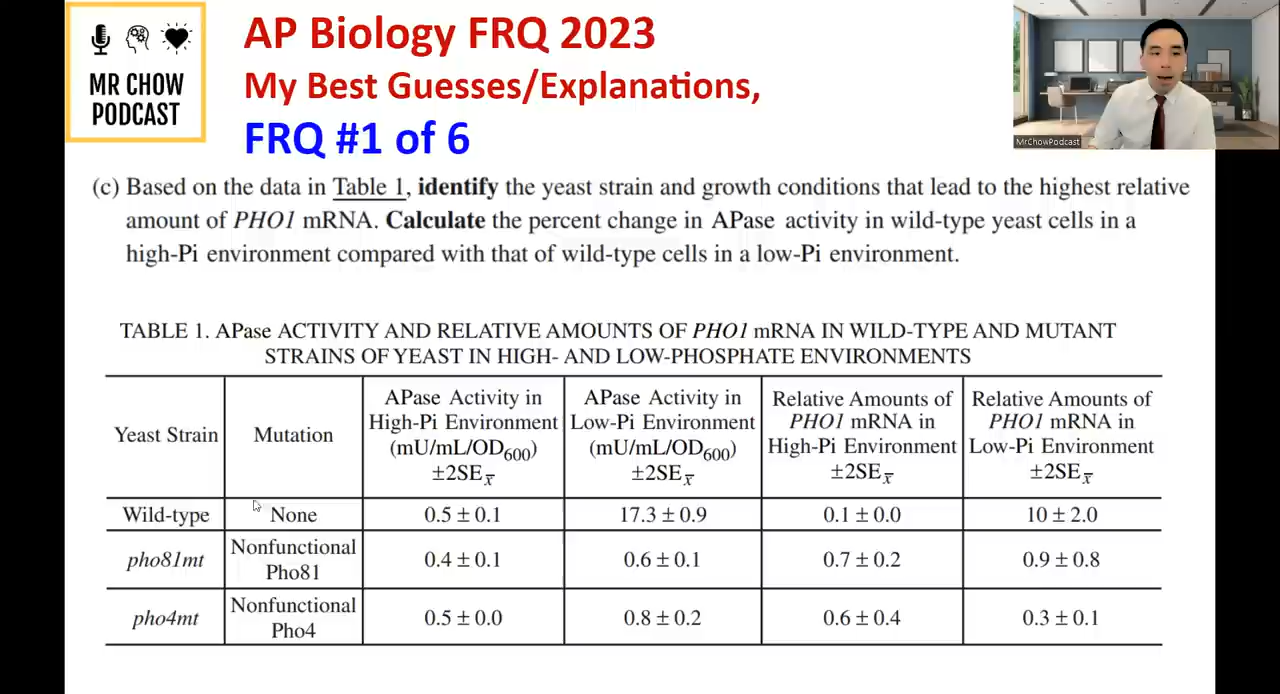 MR CHOW
PODCAST
AP Biology FRQ 2023
My Best Guesses/Explanations,
FRQ #1 of 6
MrChowPodcast
(c) Based on the data in Table 1, identify the yeast strain and growth conditions that lead to the highest relative
amount of PHO1 mRNA. Calculate the percent change in APase activity in wild-type yeast cells in a
high-Pi environment compared with that of wild-type cells in a low-Pi environment.
TABLE 1. APase ACTIVITY AND RELATIVE AMOUNTS OF PHO1 mRNA IN WILD-TYPE AND MUTANT
STRAINS OF YEAST IN HIGH- AND LOW-PHOSPHATE ENVIRONMENTS
Yeast Strain
Mutation
APase Activity in
High-Pi Environment
(mU/mL/OD600)
±2SEx̅
APase Activity in
Low-Pi Environment
(mU/mL/OD600)
±2SEx̅
Relative Amounts of
PHO1 mRNA in
High-Pi Environment
±2SEx̅
Relative Amounts of
PHO1 mRNA in
Low-Pi Environment
±2SEx̅
Wild-type None 0.5 ± 0.1 17.3 ± 0.9 0.1 ± 0.0 10 ± 2.0
pho81mt Nonfunctional Pho81 0.4 ± 0.1 0.6 ± 0.1 0.7 ± 0.2 0.9 ± 0.8
pho4mt Nonfunctional Pho4 0.5 ± 0.0 0.8 ± 0.2 0.6 ± 0.4 0.3 ± 0.1